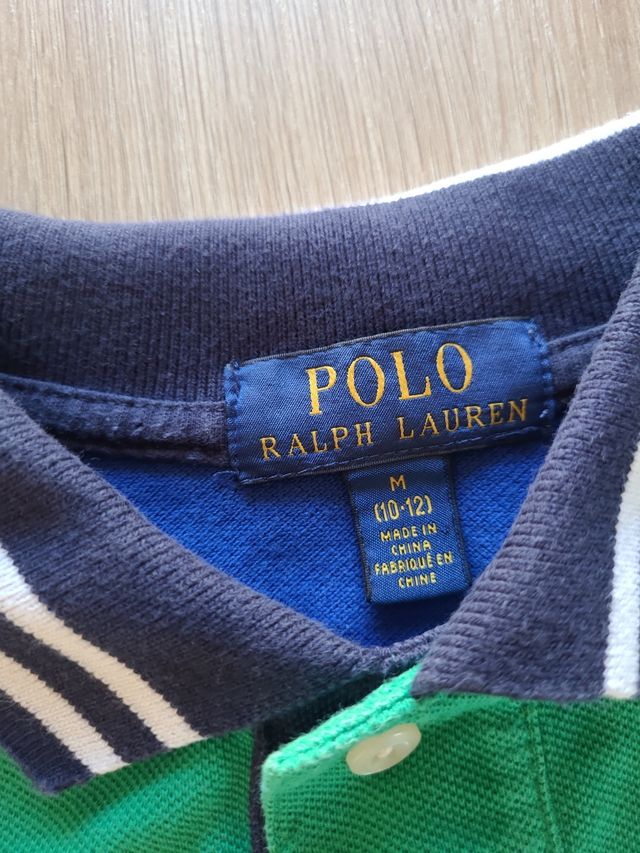 POLO
RALPH LAUREN
M
(10-12)
MADE IN
CHINA
FABRIQUÉ EN
CHINE